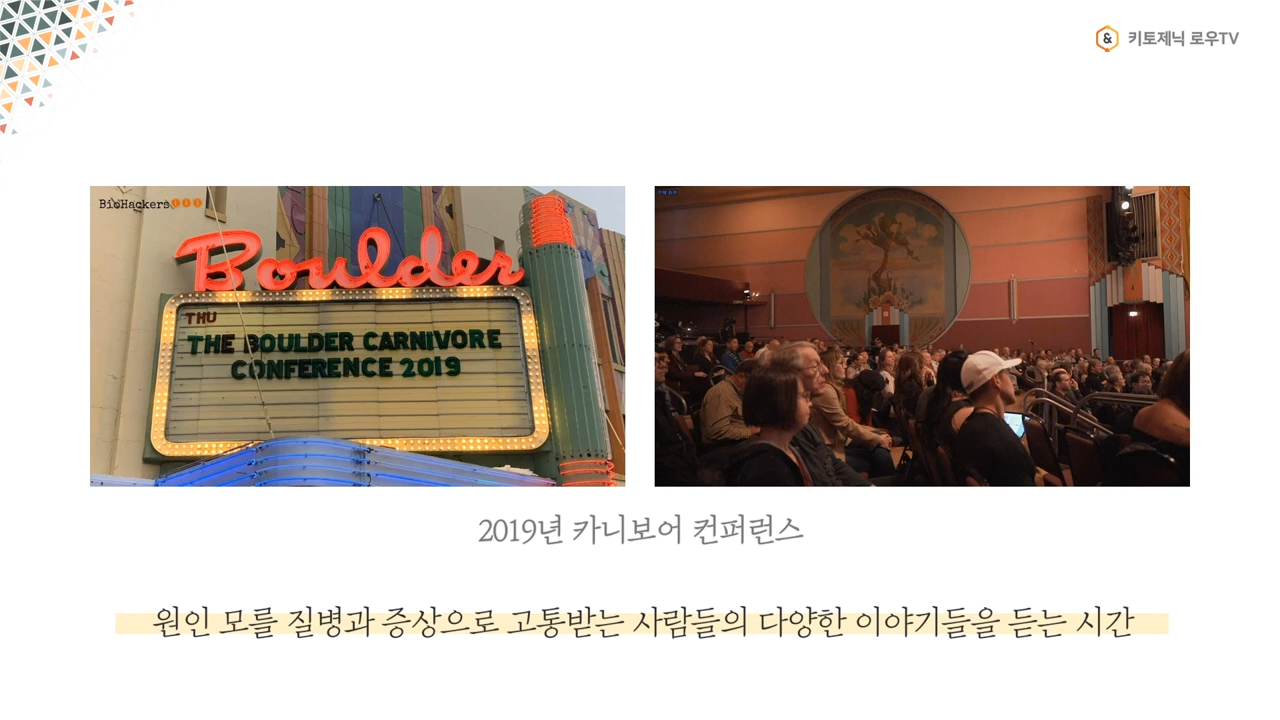 & 키토제닉 로우TV
BioHackers
Boulder
THU
THE BOULDER CARNIVORE
CONFERENCE 2019
2019년 카니보어 컨퍼런스
원인 모를 질병과 증상으로 고통받는 사람들의 다양한 이야기들을 듣는 시간